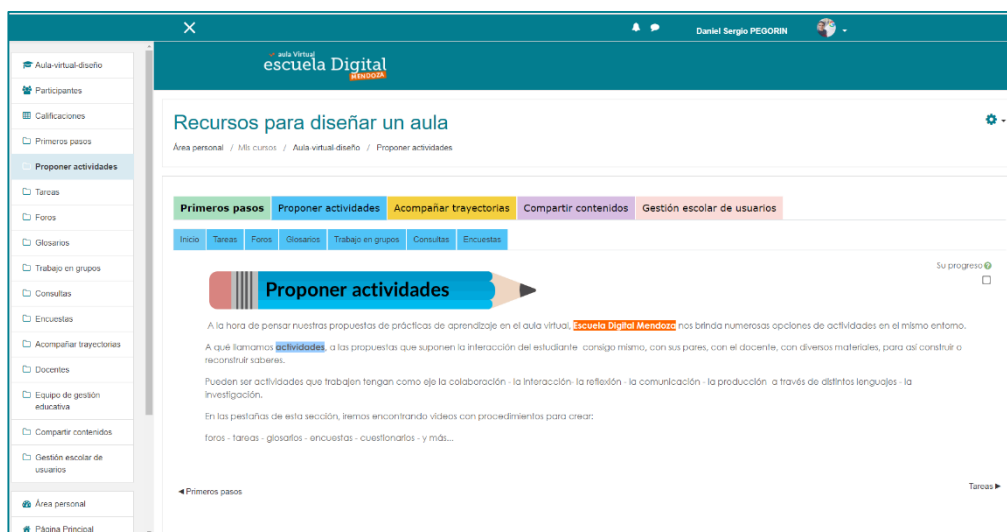 Daniel Sergio PEGORIN
aula Virtual
escuela Digital
MENDOZA
Aula-virtual-diseño
Participantes
Calificaciones
Primeros pasos
Proponer actividades
Tareas
Foros
Glosarios
Trabajo en grupos
Consultas
Encuestas
Acompañar trayectorias
Docentes
Equipo de gestión
educativa
Compartir contenidos
Gestión escolar de
usuarios
Área personal
Página Principal
Recursos para diseñar un aula
Área personal / Mis cursos / Aula-virtual-diseño / Proponer actividades
Primeros pasos Proponer actividades Acompañar trayectorias Compartir contenidos Gestión escolar de usuarios
Inicio Tareas Foros Glosarios Trabajo en grupos Consultas Encuestas
Su progreso
Proponer actividades
A la hora de pensar nuestras propuestas de prácticas de aprendizaje en el aula virtual, Escuela Digital Mendoza nos brinda numerosas opciones de actividades en el mismo entorno.
A qué llamamos actividades, a las propuestas que suponen la interacción del estudiante consigo mismo, con sus pares, con el docente, con diversos materiales, para así construir o
reconstruir saberes.
Pueden ser actividades que trabajen tengan como eje la colaboración - la interacción- la reflexión - la comunicación - la producción a través de distintos lenguajes - la
investigación.
En las pestañas de esta sección, iremos encontrando videos con procedimientos para crear:
foros - tareas - glosarios - encuestas - cuestionarios - y más...
◄Primeros pasos
Tareas►